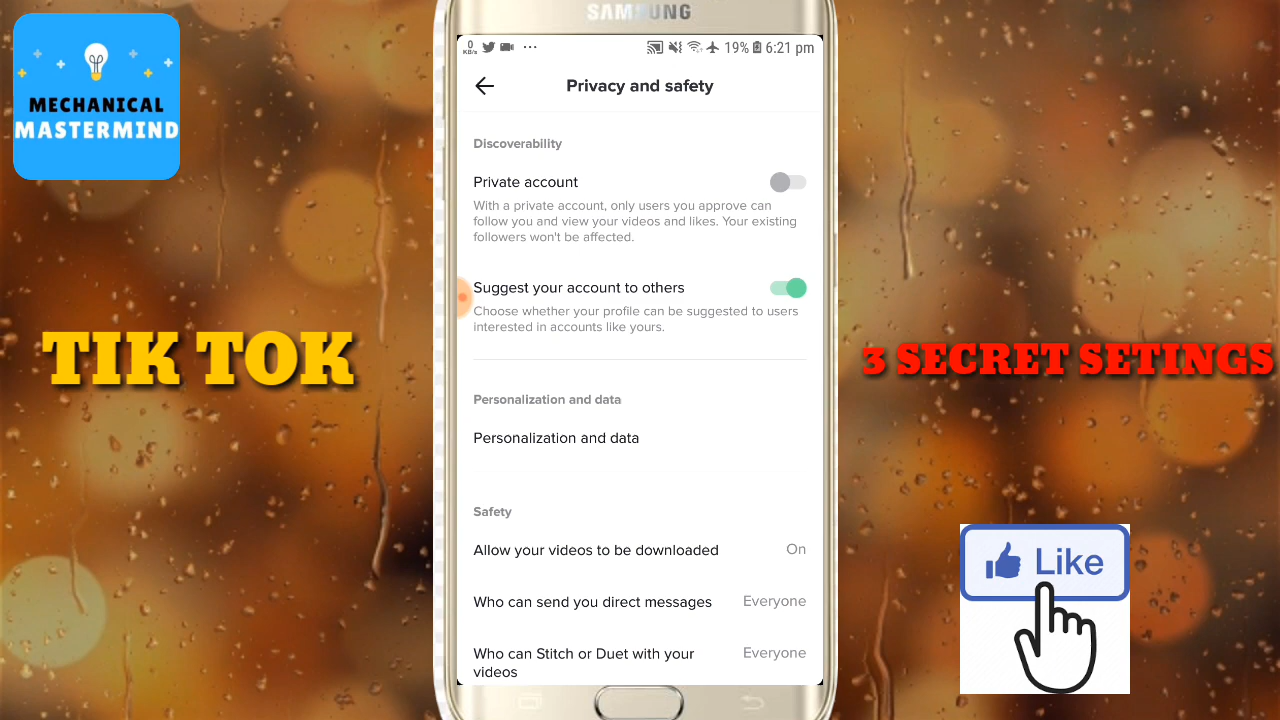 MECHANICAL
MASTERMIND
TIK TOK
SAMSUNG
0
KB/s
19% 6:21 pm
Privacy and safety
Discoverability
Private account
With a private account, only users you approve can
follow you and view your videos and likes. Your existing
followers won't be affected.
Suggest your account to others
Choose whether your profile can be suggested to users
interested in accounts like yours.
Personalization and data
Personalization and data
Safety
Allow your videos to be downloaded On
Who can send you direct messages Everyone
Who can Stitch or Duet with your Everyone
videos
3 SECRET SETINGS
Like